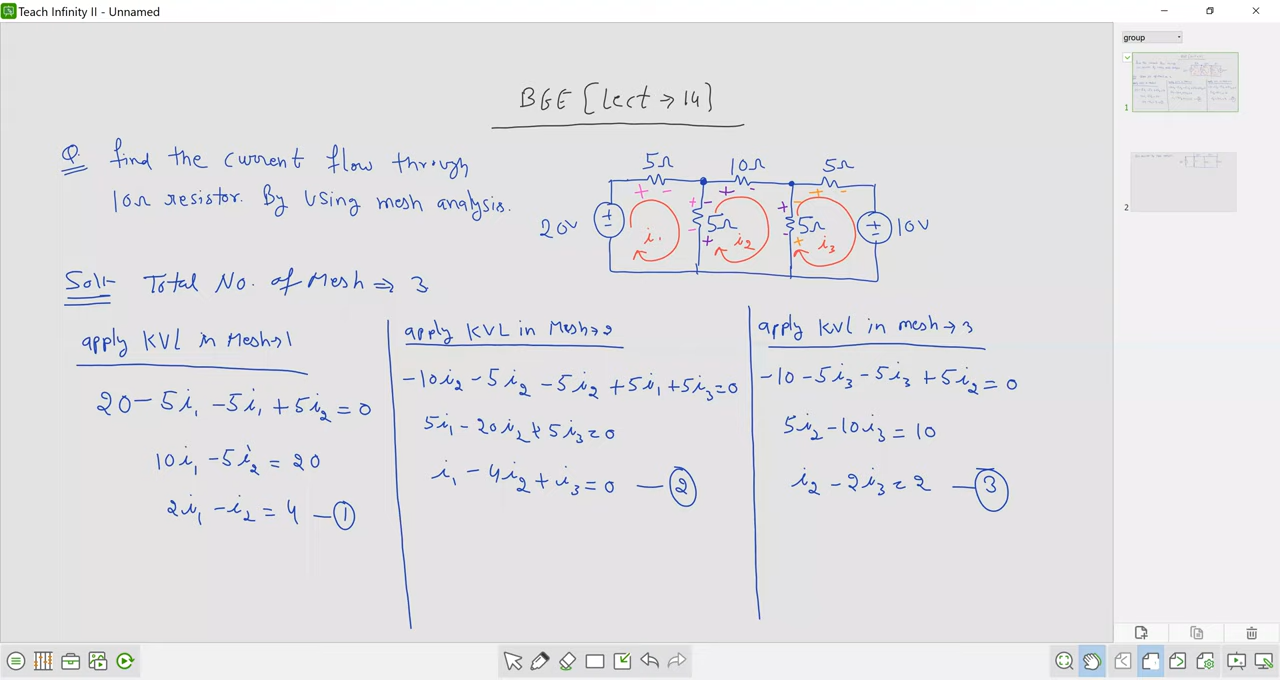 Teach Infinity II - Unnamed
group
BGE [Lect → 14]
Q. find the current flow through
10Ω resistor. By using mesh analysis.
5Ω 10Ω 5Ω
20V + - i1 5Ω i2 5Ω i3 10V
Sol:- Total No. of Mesh ⇒ 3
apply KVL in Mesh→1
20 - 5i₁ - 5i₁ + 5i₂ = 0
10i₁ - 5i₂ = 20
2i₁ - i₂ = 4 — ①
apply KVL in Mesh→2
-10i₂ - 5i₂ - 5i₂ + 5i₁ + 5i₃ = 0
5i₁ - 20i₂ + 5i₃ = 0
i₁ - 4i₂ + i₃ = 0 — ②
apply KVL in mesh→3
-10 - 5i₃ - 5i₃ + 5i₂ = 0
5i₂ - 10i₃ = 10
i₂ - 2i₃ = 2 — ③
1
2